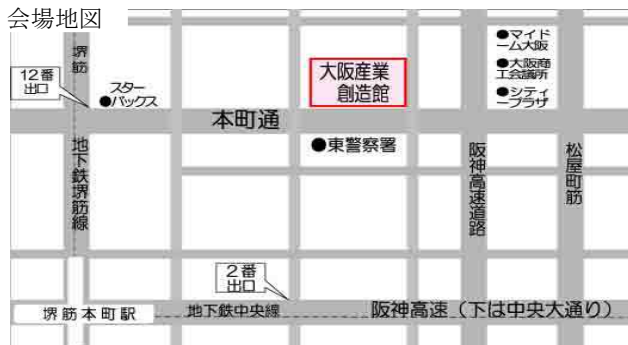 会場地図
堺筋
12番
出口
スター
●バックス
大阪産業
創造館
●マイド
ーム大阪
●大阪商
工会議所
●シティ
ープラザ
本町通
●東警察署
地下鉄堺筋線
阪神高速道路
松屋町筋
2番
出口
堺筋本町駅
地下鉄中央線
阪神高速（下は中央大通り）